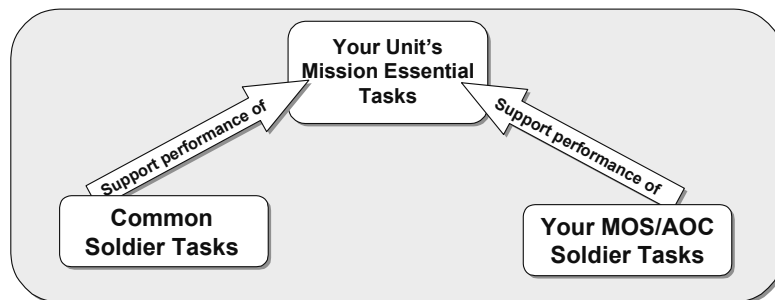 Your Unit's
Mission Essential
Tasks
Support performance of
Support performance of
Common
Soldier Tasks
Your MOS/AOC
Soldier Tasks